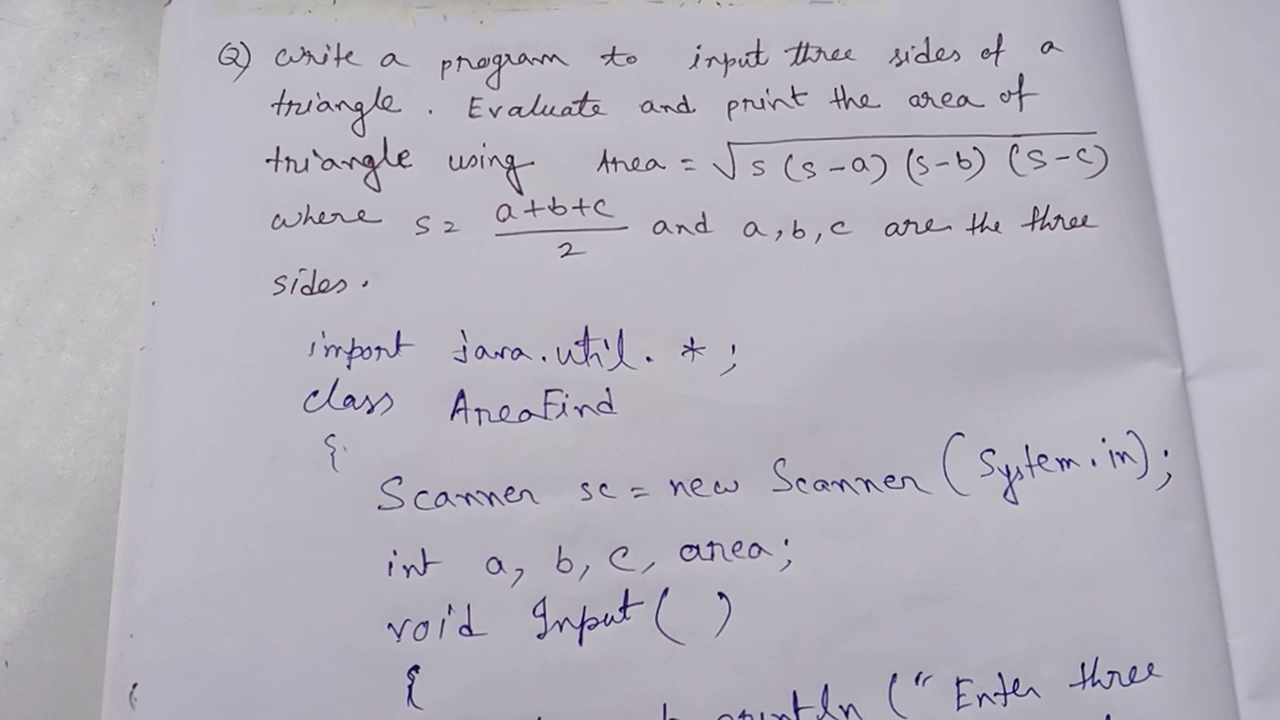 Q) Write a program to input three sides of a
triangle. Evaluate and print the area of
triangle using Area = √s (s-a) (s-b) (s-c)
where s = a+b+c/2 and a, b, c are the three
sides.
import java.util.*;
class AreaFind
{
Scanner sc = new Scanner (System.in);
int a, b, c, area;
void Input ( )
{
println (" Enter three